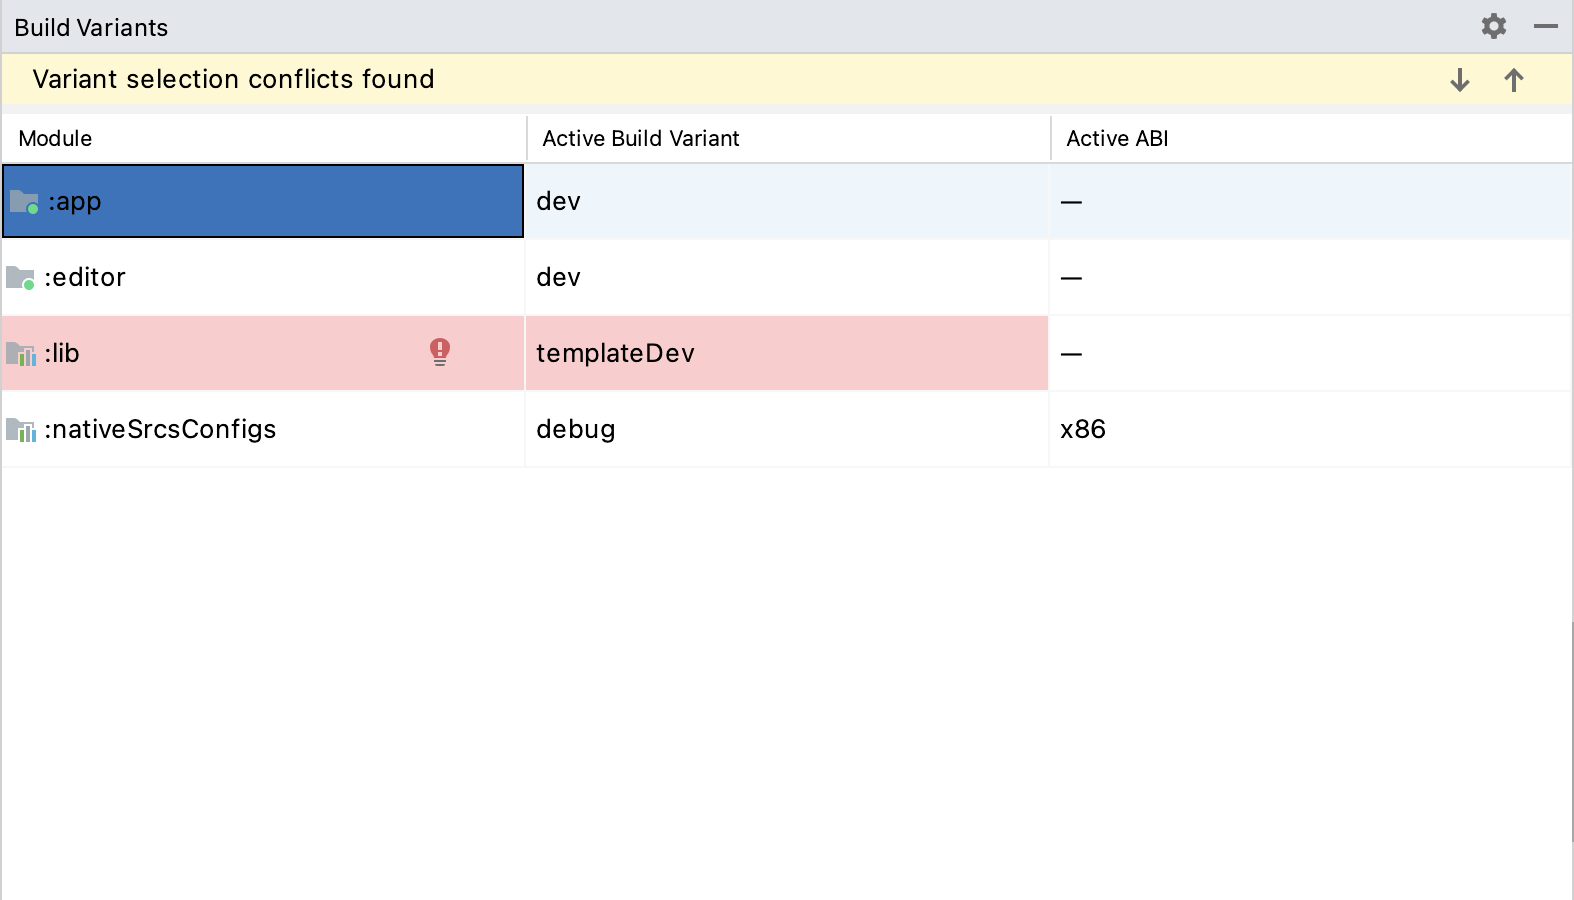 Build Variants
Variant selection conflicts found
Module Active Build Variant Active ABI
:app dev —
:editor dev —
:lib templateDev —
:nativeSrcsConfigs debug x86